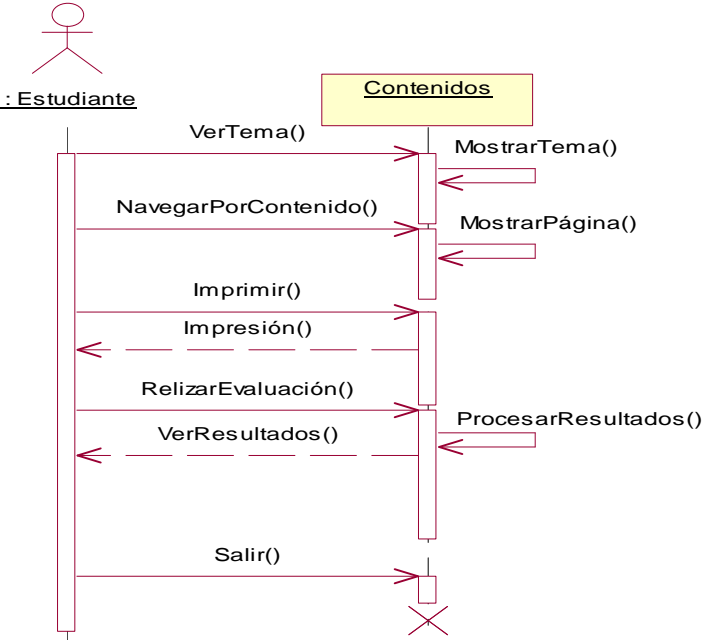 : Estudiante
Contenidos
VerTema()
MostrarTema()
NavegarPorContenido()
MostrarPágina()
Imprimir()
Impresión()
RelizarEvaluación()
ProcesarResultados()
VerResultados()
Salir()